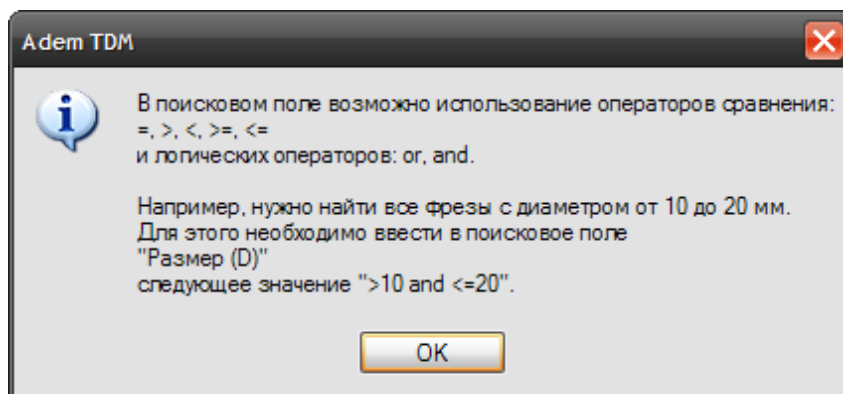 Adem TDM
В поисковом поле возможно использование операторов сравнения:
=, >, <, >=, <=
и логических операторов: or, and.
Например, нужно найти все фрезы с диаметром от 10 до 20 мм.
Для этого необходимо ввести в поисковое поле
"Размер (D)"
следующее значение ">10 and <=20".
OK